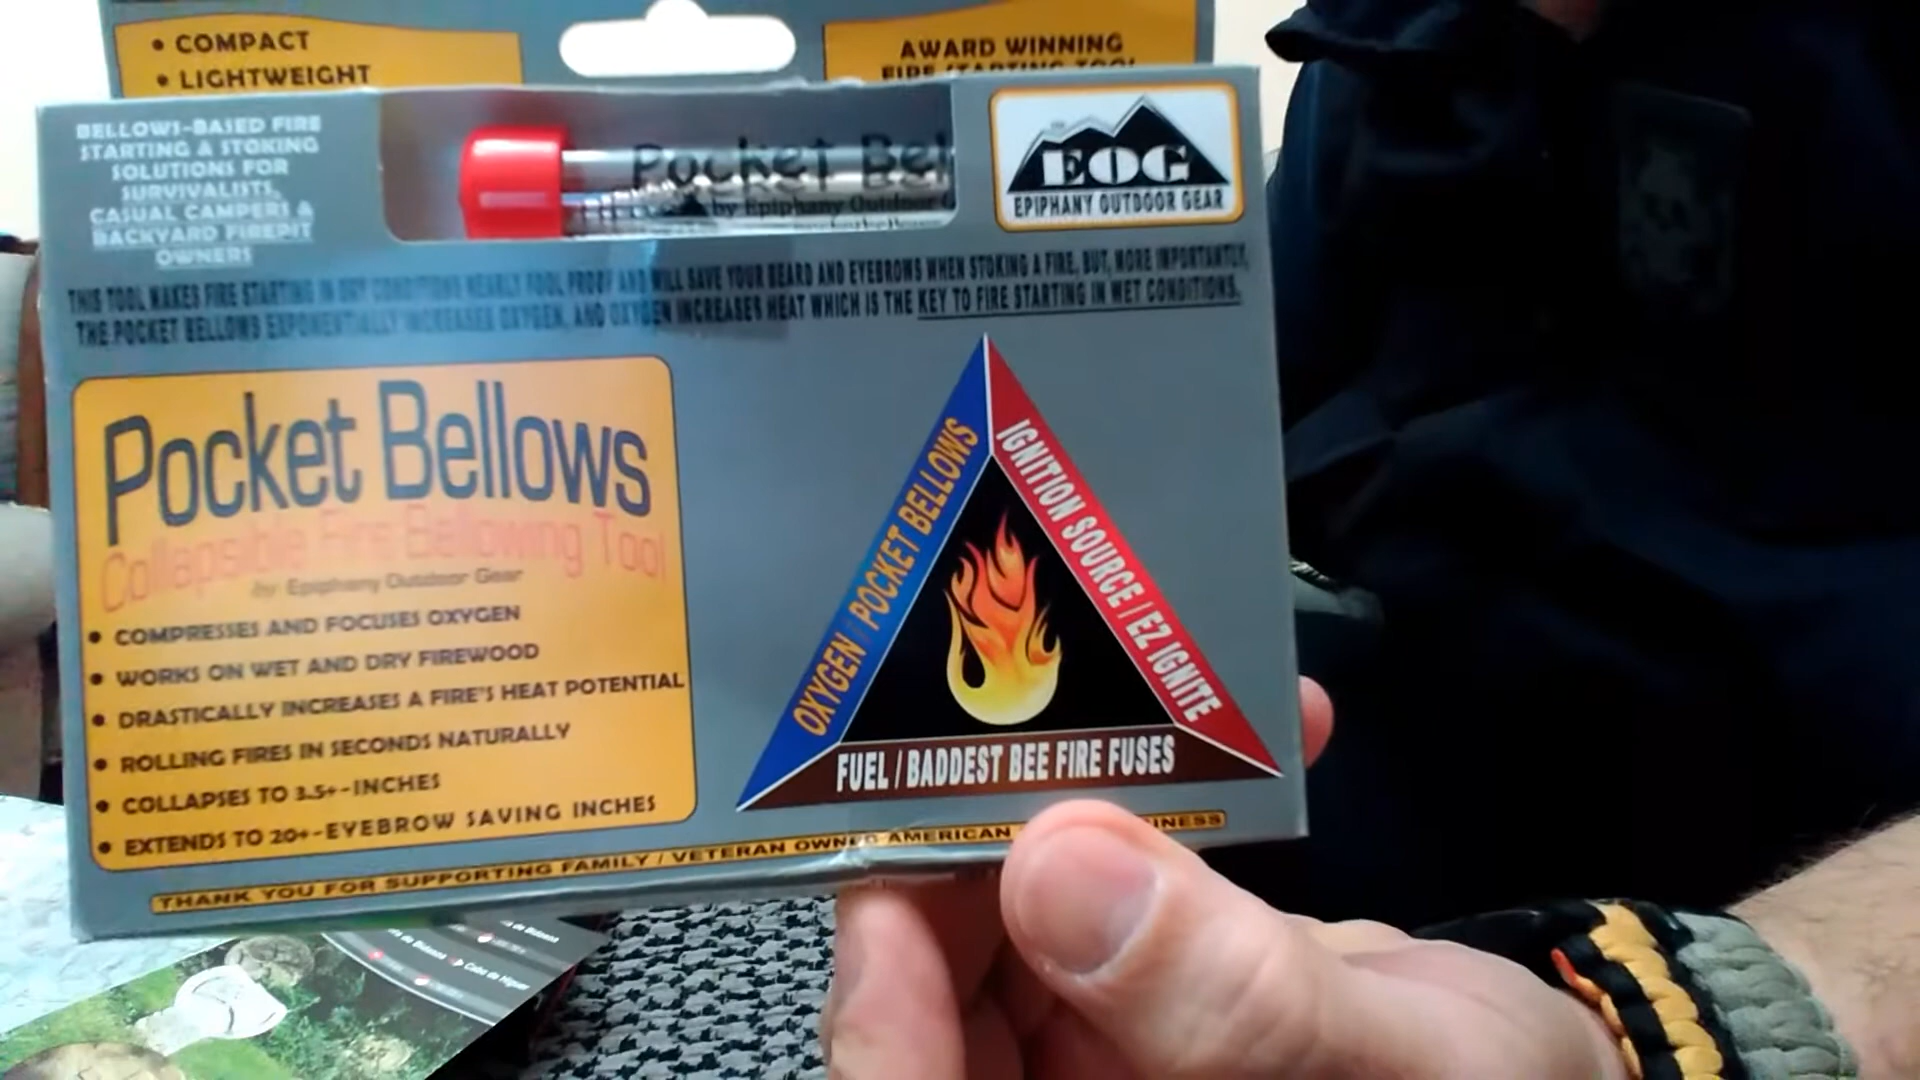 • COMPACT
• LIGHTWEIGHT
AWARD WINNING
FIRE STARTING TOOL
BELLOWS-BASED FIRE
STARTING & STOKING
SOLUTIONS FOR
SURVIVALISTS,
CASUAL CAMPERS &
BACKYARD FIREPIT
OWNERS
Pocket Bel
by Epiphany Outdoor G
EOG
EPIPHANY OUTDOOR GEAR
THIS TOOL MAKES FIRE STARTING IN DRY CONDITIONS NEARLY FOOL PROOF AND WILL SAVE YOUR BEARD AND EYEBROWS WHEN STOKING A FIRE, BUT, MORE IMPORTANTLY,
THE POCKET BELLOWS EXPONENTIALLY INCREASES OXYGEN, AND OXYGEN INCREASES HEAT WHICH IS THE KEY TO FIRE STARTING IN WET CONDITIONS.
Pocket Bellows
Collapsible Fire Bellowing Tool
by Epiphany Outdoor Gear
• COMPRESSES AND FOCUSES OXYGEN
• WORKS ON WET AND DRY FIREWOOD
• DRASTICALLY INCREASES A FIRE'S HEAT POTENTIAL
• ROLLING FIRES IN SECONDS NATURALLY
• COLLAPSES TO 3.5+-INCHES
• EXTENDS TO 20+-EYEBROW SAVING INCHES
OXYGEN / POCKET BELLOWS
IGNITION SOURCE / EZ IGNITE
FUEL / BADDEST BEE FIRE FUSES
THANK YOU FOR SUPPORTING FAMILY / VETERAN OWNED AMERICAN INESS